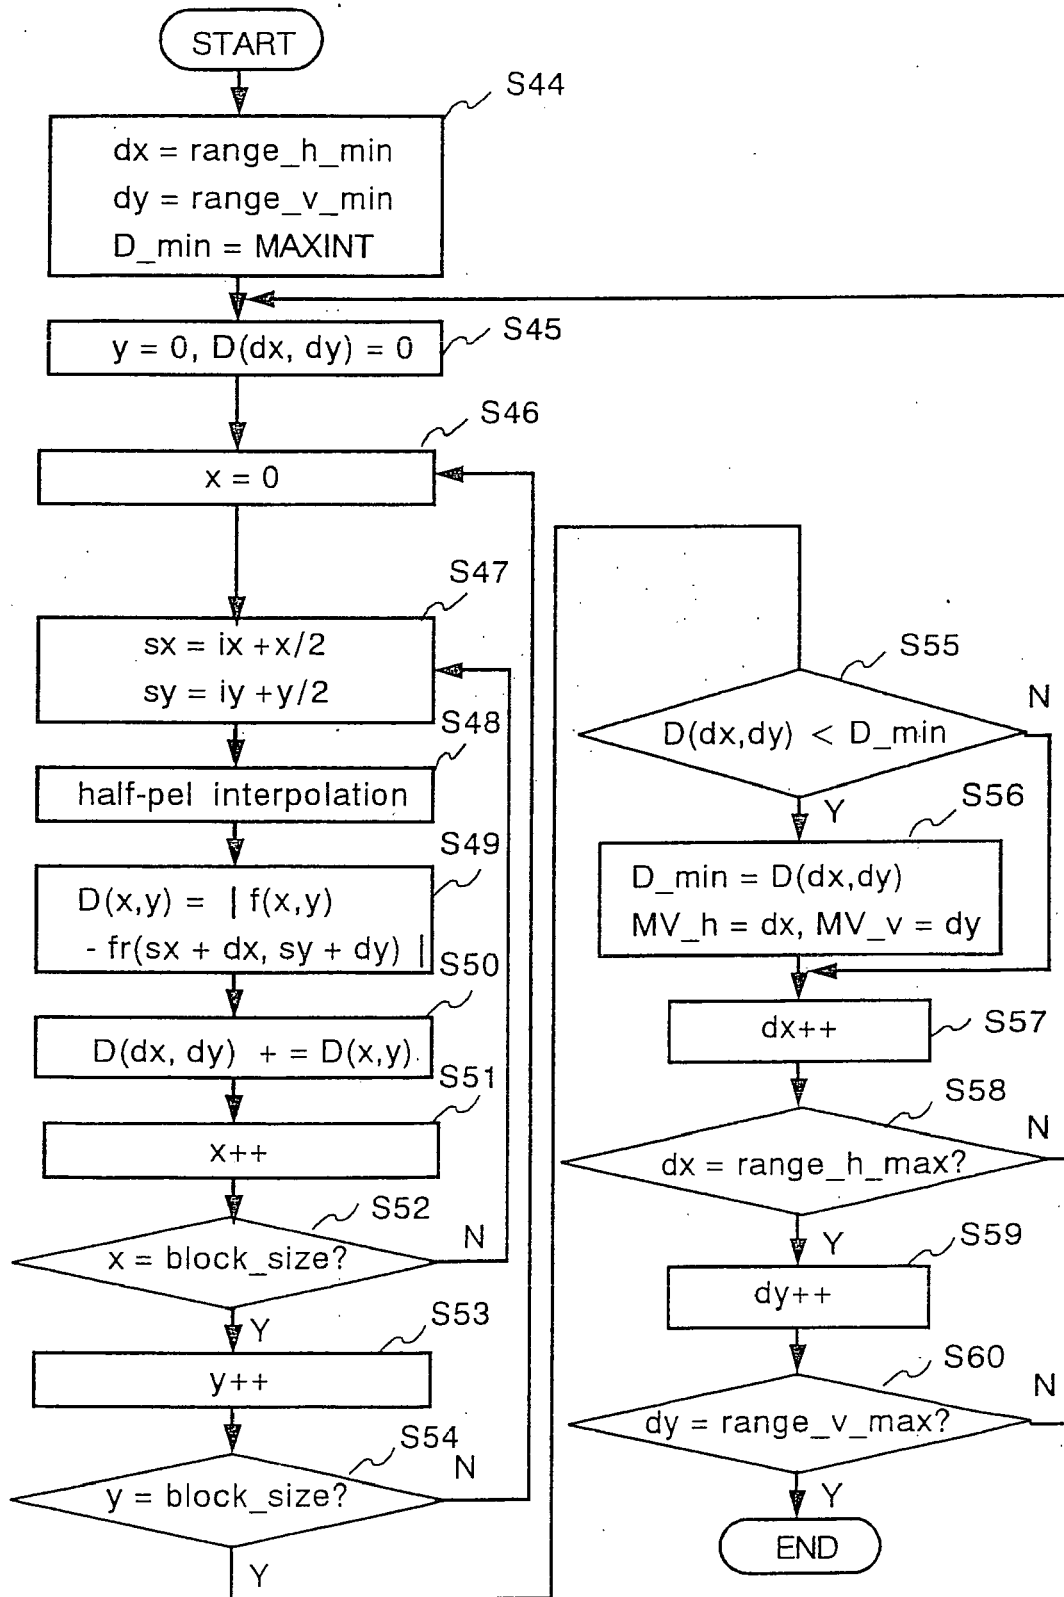 START
S44
dx = range_h_min
dy = range_v_min
D_min = MAXINT
S45
y = 0, D(dx, dy) = 0
S46
x = 0
S47
sx = ix +x/2
sy = iy +y/2
S48
half-pel interpolation
S49
D(x,y) = | f(x,y)
- fr(sx + dx, sy + dy) |
S50
D(dx, dy) + = D(x,y)
S51
x++
S52
x = block_size?
N
Y
S53
y++
S54
y = block_size?
N
Y
S55
D(dx,dy) < D_min
N
Y
S56
D_min = D(dx,dy)
MV_h = dx, MV_v = dy
S57
dx++
S58
dx = range_h_max?
N
Y
S59
dy++
S60
dy = range_v_max?
N
Y
END